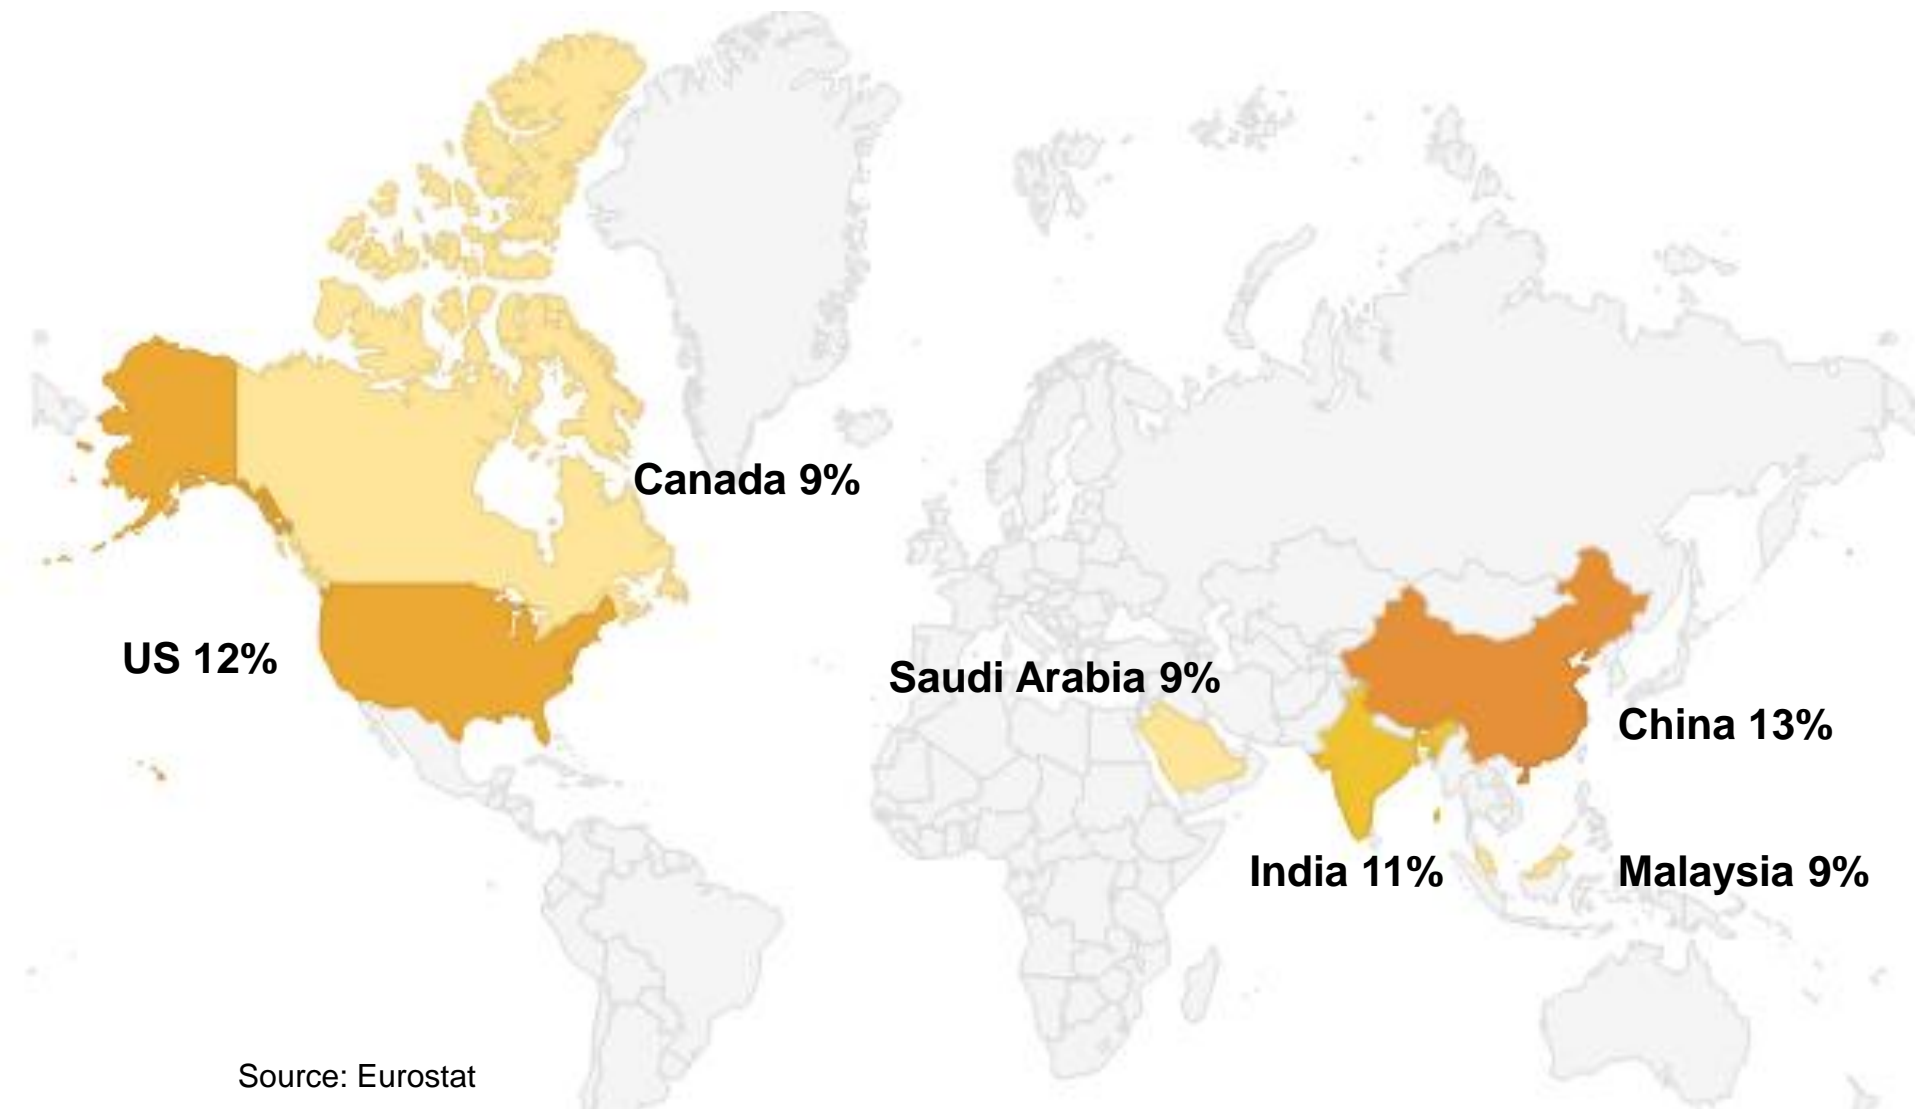 Canada 9%
US 12%
Saudi Arabia 9%
China 13%
India 11%
Malaysia 9%
Source: Eurostat